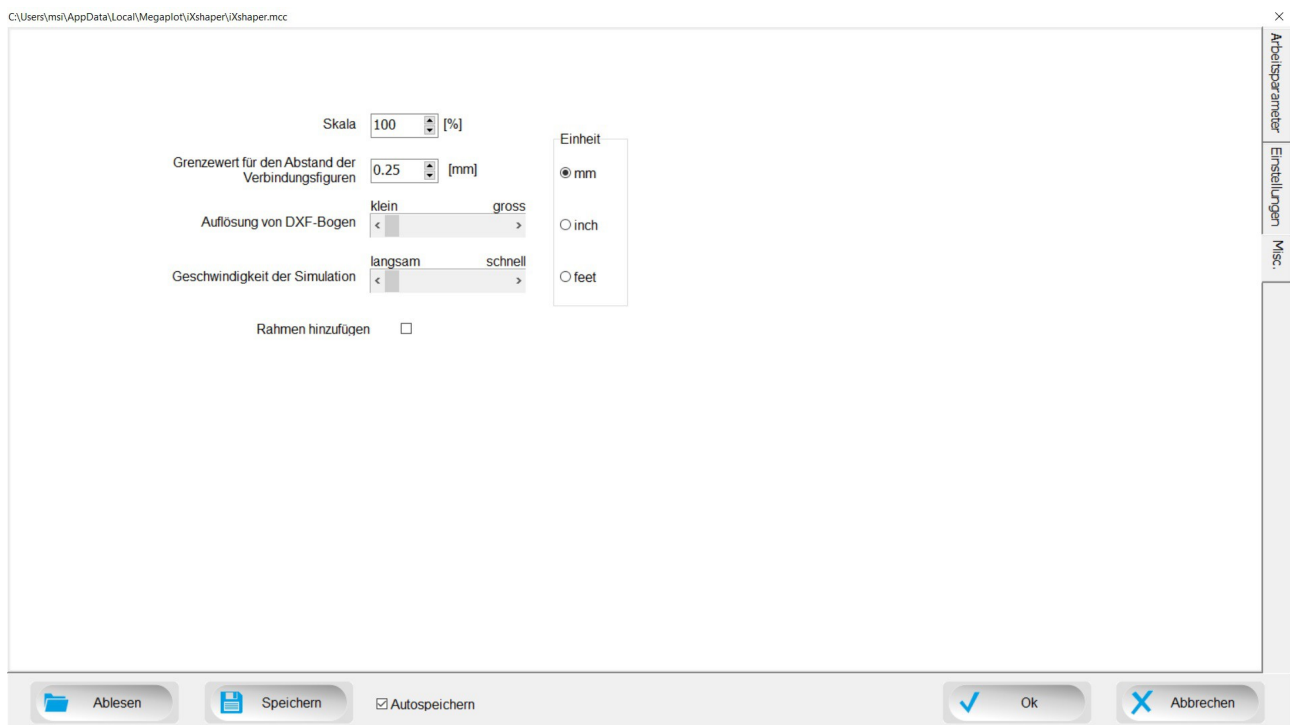 C:\Users\msi\AppData\Local\Megaplot\iXshaper\iXshaper.mcc
Arbeitsparameter
Einstellungen
Misc.
Skala 100 [%]
Grenzewert für den Abstand der
Verbindungsfiguren 0.25 [mm]
klein gross
Auflösung von DXF-Bogen
langsam schnell
Geschwindigkeit der Simulation
Rahmen hinzufügen
Einheit
mm
inch
feet
Ablesen Speichern Autospeichern Ok Abbrechen